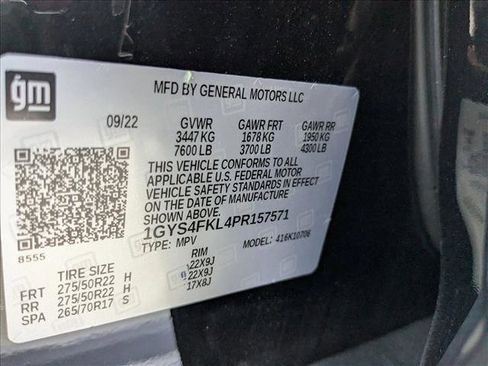 gm
MFD BY GENERAL MOTORS LLC
09/22 GVWR GAWR FRT GAWR RR
3447 KG 1678 KG 1950 KG
7600 LB 3700 LB 4300 LB
THIS VEHICLE CONFORMS TO ALL
APPLICABLE U.S. FEDERAL MOTOR
VEHICLE SAFETY STANDARDS IN EFFECT
ON THE DATE OF MANUFACTURE
SHOWN ABOVE.
1GYS4FKL4PR157571
8555 TYPE: MPV MODEL: 416K10706
TIRE SIZE RIM
FRT 275/50R22 H 22X9J
RR 275/50R22 H 22X9J
SPA 265/70R17 S 17X8J